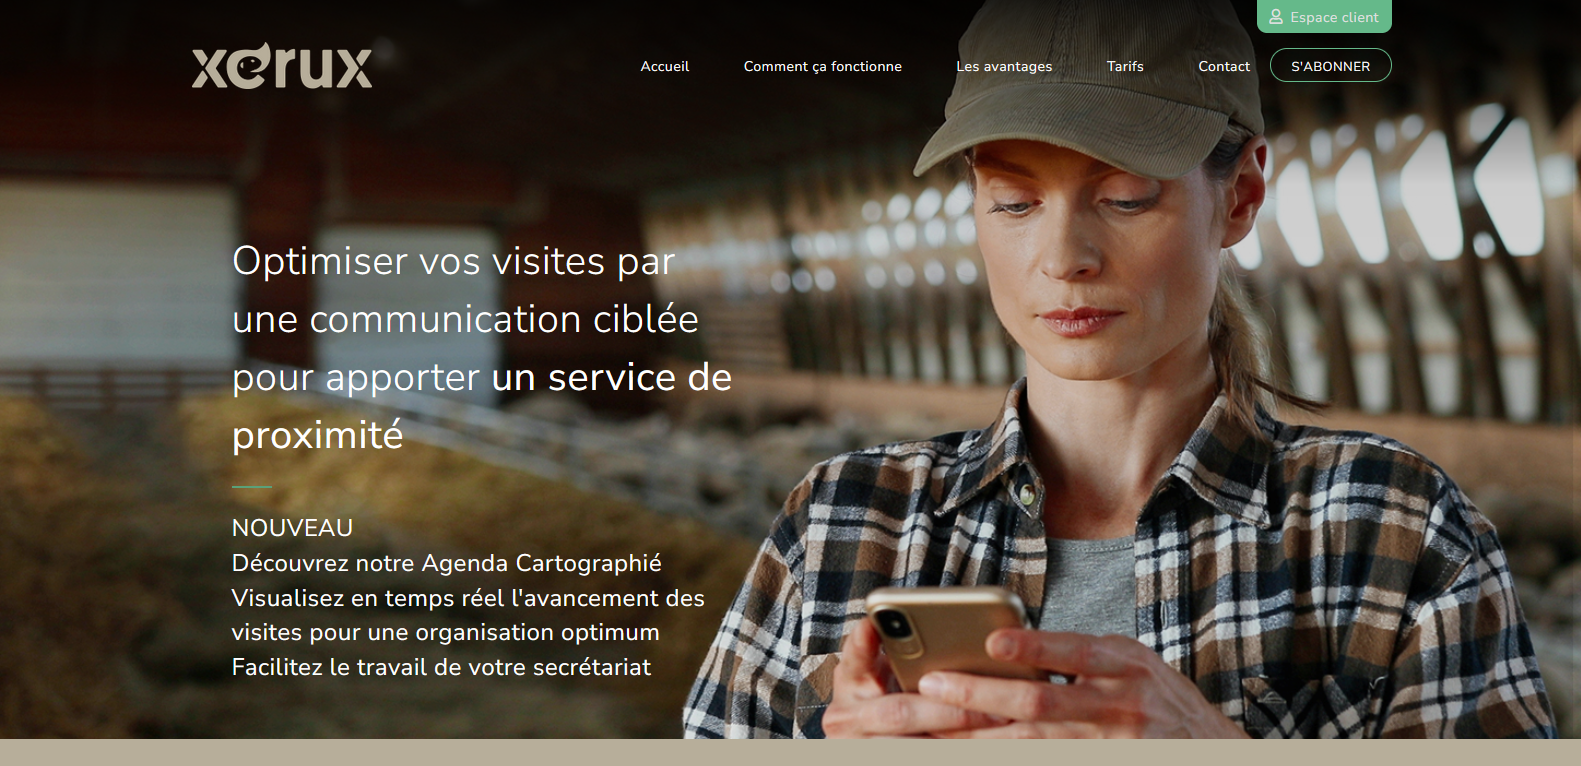 Espace client
xerux
Accueil
Comment ça fonctionne
Les avantages
Tarifs
Contact
S'ABONNER
Optimiser vos visites par
une communication ciblée
pour apporter un service de
proximité
NOUVEAU
Découvrez notre Agenda Cartographié
Visualisez en temps réel l'avancement des
visites pour une organisation optimum
Facilitez le travail de votre secrétariat